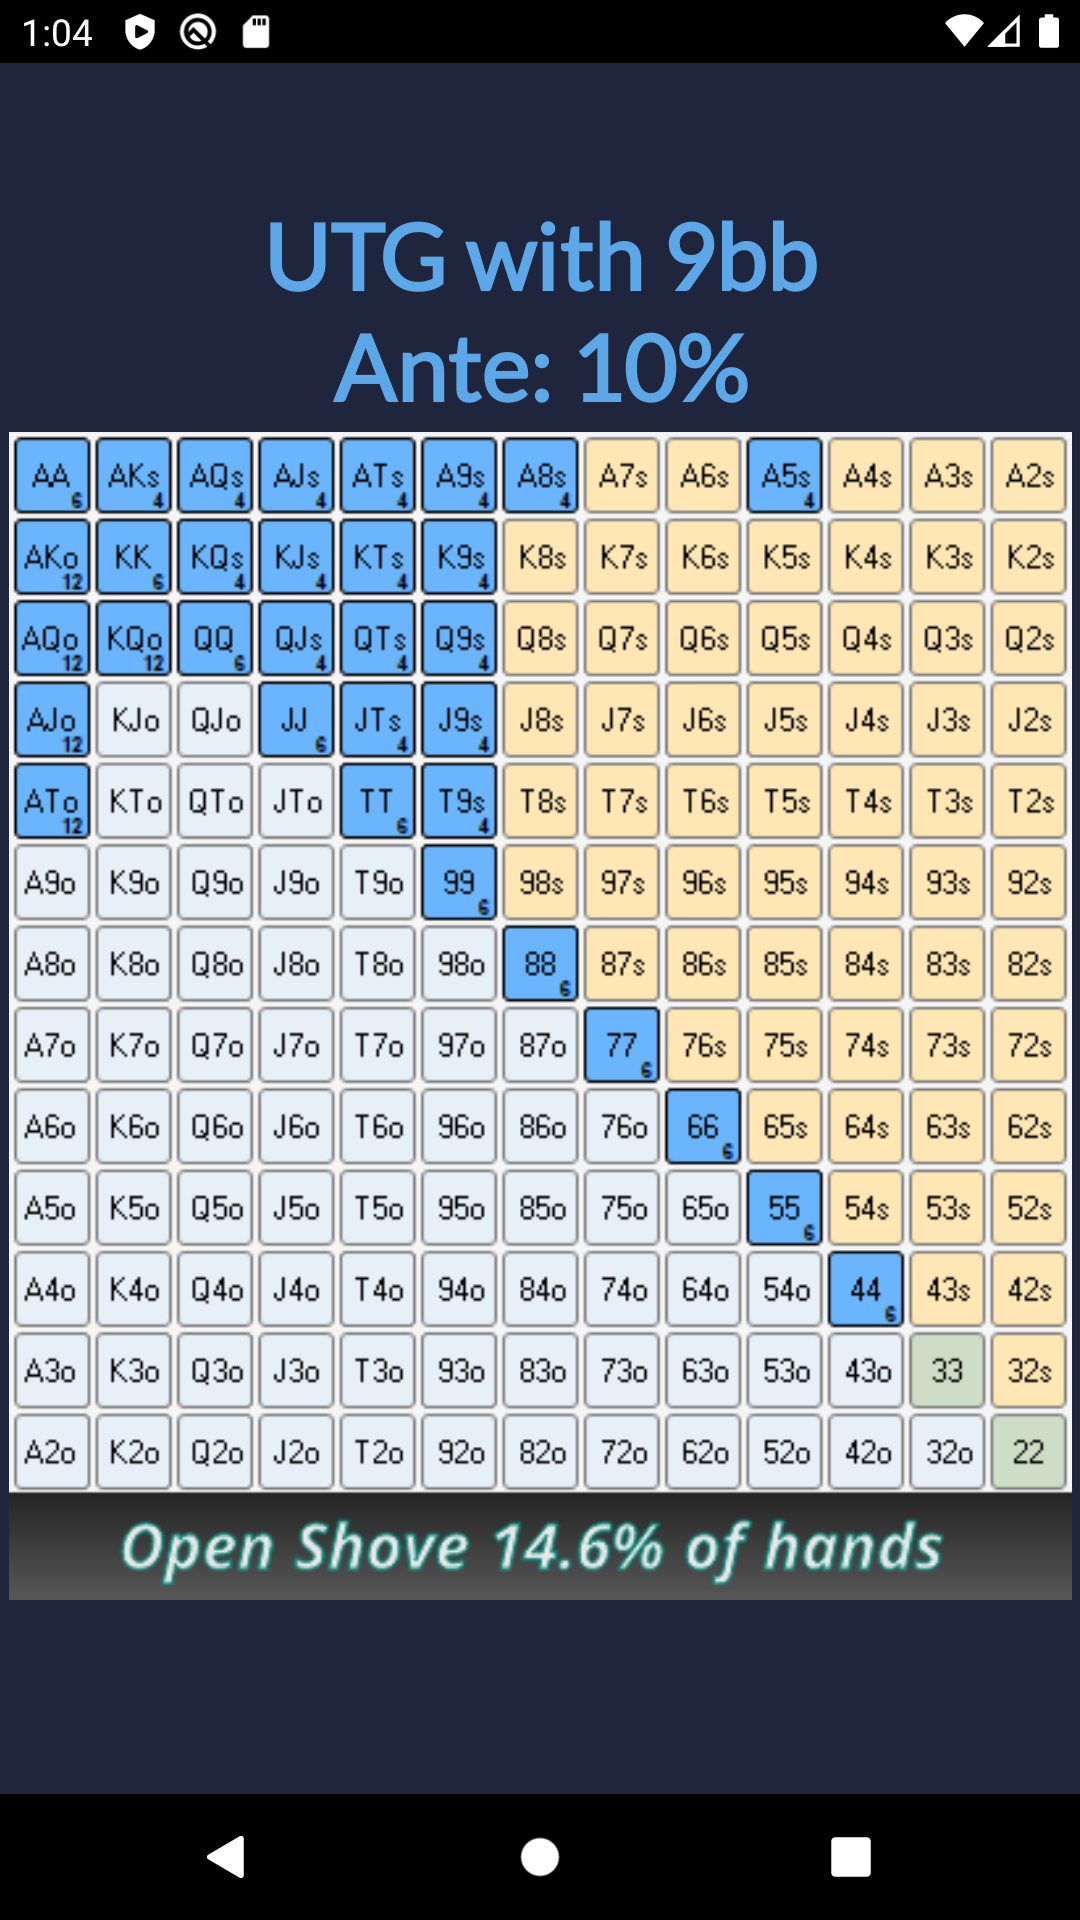 1:04
UTG with 9bb
Ante: 10%
AA 6 AKs 4 AQs 4 AJs 4 ATs 4 A9s 4 A8s 4 A7s A6s A5s 4 A4s A3s A2s
AKo 12 KK 6 KQs 4 KJs 4 KTs 4 K9s 4 K8s K7s K6s K5s K4s K3s K2s
AQo 12 KQo 12 QQ 6 QJs 4 QTs 4 Q9s 4 Q8s Q7s Q6s Q5s Q4s Q3s Q2s
AJo 12 KJo QJo JJ 6 JTs 4 J9s 4 J8s J7s J6s J5s J4s J3s J2s
ATo 12 KTo QTo JTo TT 6 T9s 4 T8s T7s T6s T5s T4s T3s T2s
A9o K9o Q9o J9o T9o 99 6 98s 97s 96s 95s 94s 93s 92s
A8o K8o Q8o J8o T8o 98o 88 6 87s 86s 85s 84s 83s 82s
A7o K7o Q7o J7o T7o 97o 87o 77 6 76s 75s 74s 73s 72s
A6o K6o Q6o J6o T6o 96o 86o 76o 66 6 65s 64s 63s 62s
A5o K5o Q5o J5o T5o 95o 85o 75o 65o 55 6 54s 53s 52s
A4o K4o Q4o J4o T4o 94o 84o 74o 64o 54o 44 6 43s 42s
A3o K3o Q3o J3o T3o 93o 83o 73o 63o 53o 43o 33 32s
A2o K2o Q2o J2o T2o 92o 82o 72o 62o 52o 42o 32o 22
Open Shove 14.6% of hands